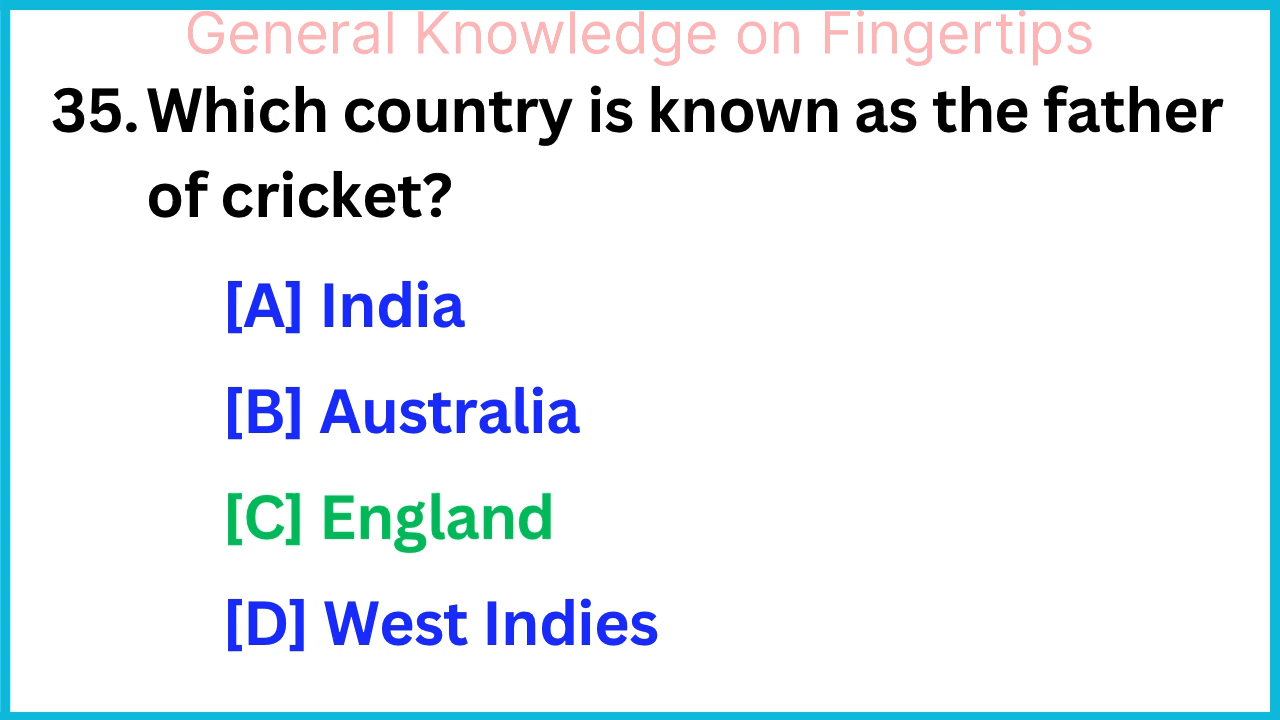 General Knowledge on Fingertips
35. Which country is known as the father
of cricket?
[A] India
[B] Australia
[C] England
[D] West Indies